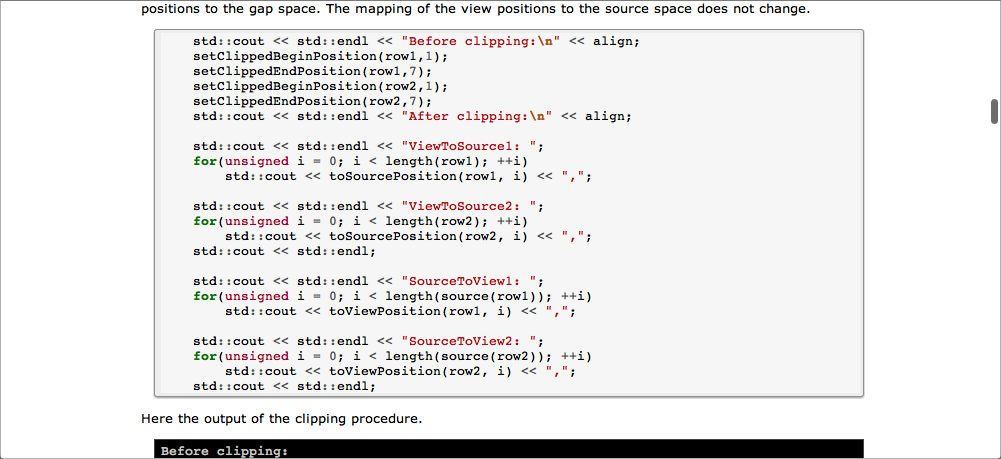 positions to the gap space. The mapping of the view positions to the source space does not change.
std::cout << std::endl << "Before clipping:\n" << align;
setClippedBeginPosition(row1,1);
setClippedEndPosition(row1,7);
setClippedBeginPosition(row2,1);
setClippedEndPosition(row2,7);
std::cout << std::endl << "After clipping:\n" << align;
std::cout << std::endl << "ViewToSource1: ";
for(unsigned i = 0; i < length(row1); ++i)
    std::cout << toSourcePosition(row1, i) << ",";
std::cout << std::endl << "ViewToSource2: ";
for(unsigned i = 0; i < length(row2); ++i)
    std::cout << toSourcePosition(row2, i) << ",";
std::cout << std::endl;
std::cout << std::endl << "SourceToView1: ";
for(unsigned i = 0; i < length(source(row1)); ++i)
    std::cout << toViewPosition(row1, i) << ",";
std::cout << std::endl << "SourceToView2: ";
for(unsigned i = 0; i < length(source(row2)); ++i)
    std::cout << toViewPosition(row2, i) << ",";
std::cout << std::endl;
Here the output of the clipping procedure.
Before clipping: